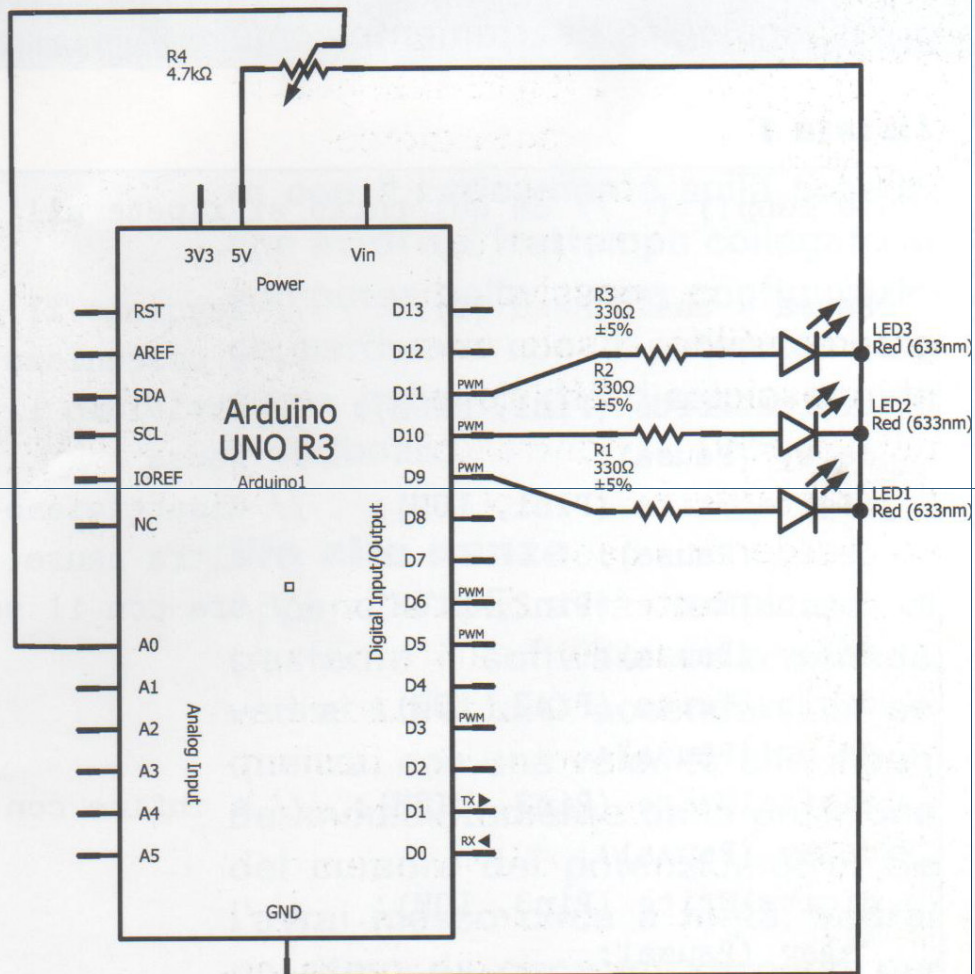 R4
4.7kΩ
3V3 5V Vin
Power
RST
AREF
SDA
SCL
IOREF
NC
A0
A1
A2
A3
A4
A5
Analog Input
Arduino
UNO R3
Arduino1
D13
D12
D11 PWM
D10 PWM
D9 PWM
D8
D7
D6 PWM
D5 PWM
D4
D3 PWM
D2
D1 TX
D0 RX
Digital Input/Output
GND
R3
330Ω
±5%
R2
330Ω
±5%
R1
330Ω
±5%
LED3
Red (633nm)
LED2
Red (633nm)
LED1
Red (633nm)